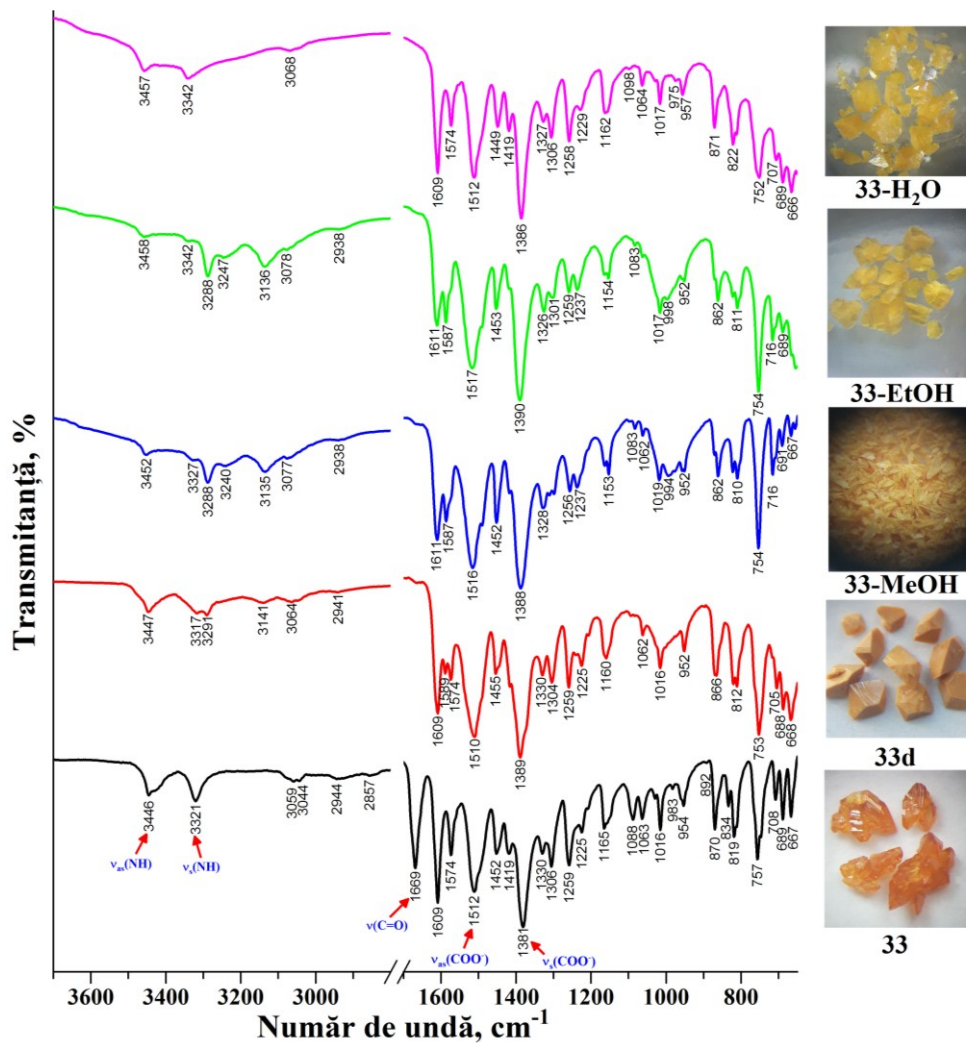 Transmitanță, %
3457 3342 3068 1609 1574 1512 1449 1419 1386 1327 1306 1258 1229 1162 1098 1064 1017 975 957 871 822 752 707 689 666
33-H₂O
3458 3342 3288 3247 3136 3078 2938 1611 1587 1517 1453 1390 1326 1301 1259 1237 1154 1083 1017 998 952 862 811 754 716 689
33-EtOH
3452 3327 3288 3240 3135 3077 2938 1611 1587 1516 1452 1388 1328 1256 1237 1153 1083 1062 1019 994 952 862 810 754 716 691 667
33-MeOH
3447 3317 3291 3141 3064 2941 1609 1589 1574 1510 1455 1389 1330 1304 1259 1225 1160 1062 1016 952 866 812 753 705 688 668
33d
3446 3321 3059 3044 2944 2857 1669 1609 1574 1512 1452 1419 1381 1330 1306 1259 1225 1165 1088 1063 1016 983 954 892 870 834 819 757 708 689 667
νas(NH) νs(NH)
ν(C=O)
νas(COO⁻) νs(COO⁻)
33
3600 3400 3200 3000 1600 1400 1200 1000 800
Număr de undă, cm⁻¹